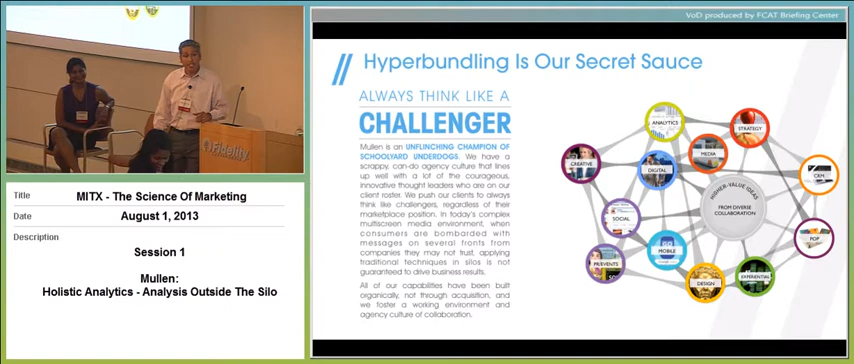 VoD produced by FCAT Briefing Center
Fidelity
Title MITX - The Science Of Marketing
Date August 1, 2013
Description
Session 1
Mullen:
Holistic Analytics - Analysis Outside The Silo
// Hyperbundling Is Our Secret Sauce
ALWAYS THINK LIKE A
CHALLENGER
Mullen is an UNFLINCHING CHAMPION OF
SCHOOLYARD UNDERDOGS. We have a
scrappy, can-do agency culture that lines
up well with a lot of the courageous,
innovative thought leaders who are on our
client roster. We push our clients to always
think like challengers, regardless of their
marketplace position. In today's complex
multiscreen media environment, when
consumers are bombarded with
messages on several fronts from
companies they may not trust, applying
traditional techniques in silos is not
guaranteed to drive business results.
All of our capabilities have been built
organically, not through acquisition, and
we foster a working environment and
agency culture of collaboration.
ANALYTICS
STRATEGY
MEDIA
CREATIVE
DIGITAL
CRM
HIGHER-VALUE IDEAS
FROM DIVERSE
COLLABORATION
SOCIAL
POP
MOBILE
PR/EVENTS
DESIGN
EXPERIENTIAL